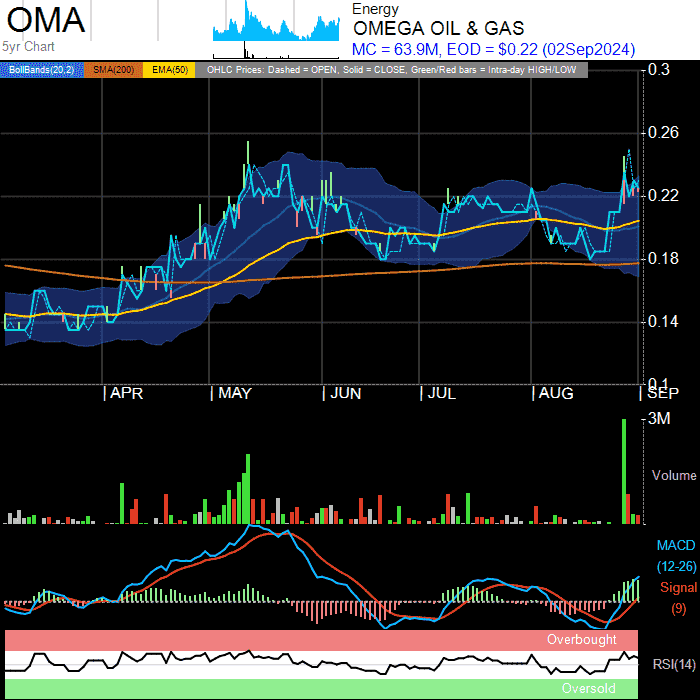 OMA
5yr Chart
Energy
OMEGA OIL & GAS
MC = 63.9M, EOD = $0.22 (02Sep2024)
BollBands(20,2) SMA(200) EMA(50) OHLC Prices: Dashed = OPEN, Solid = CLOSE, Green/Red bars = Intra-day HIGH/LOW
0.3
0.26
0.22
0.18
0.14
0.1
| APR | MAY | JUN | JUL | AUG | SEP
3M
Volume
MACD
(12-26)
Signal
(9)
Overbought
RSI(14)
Oversold